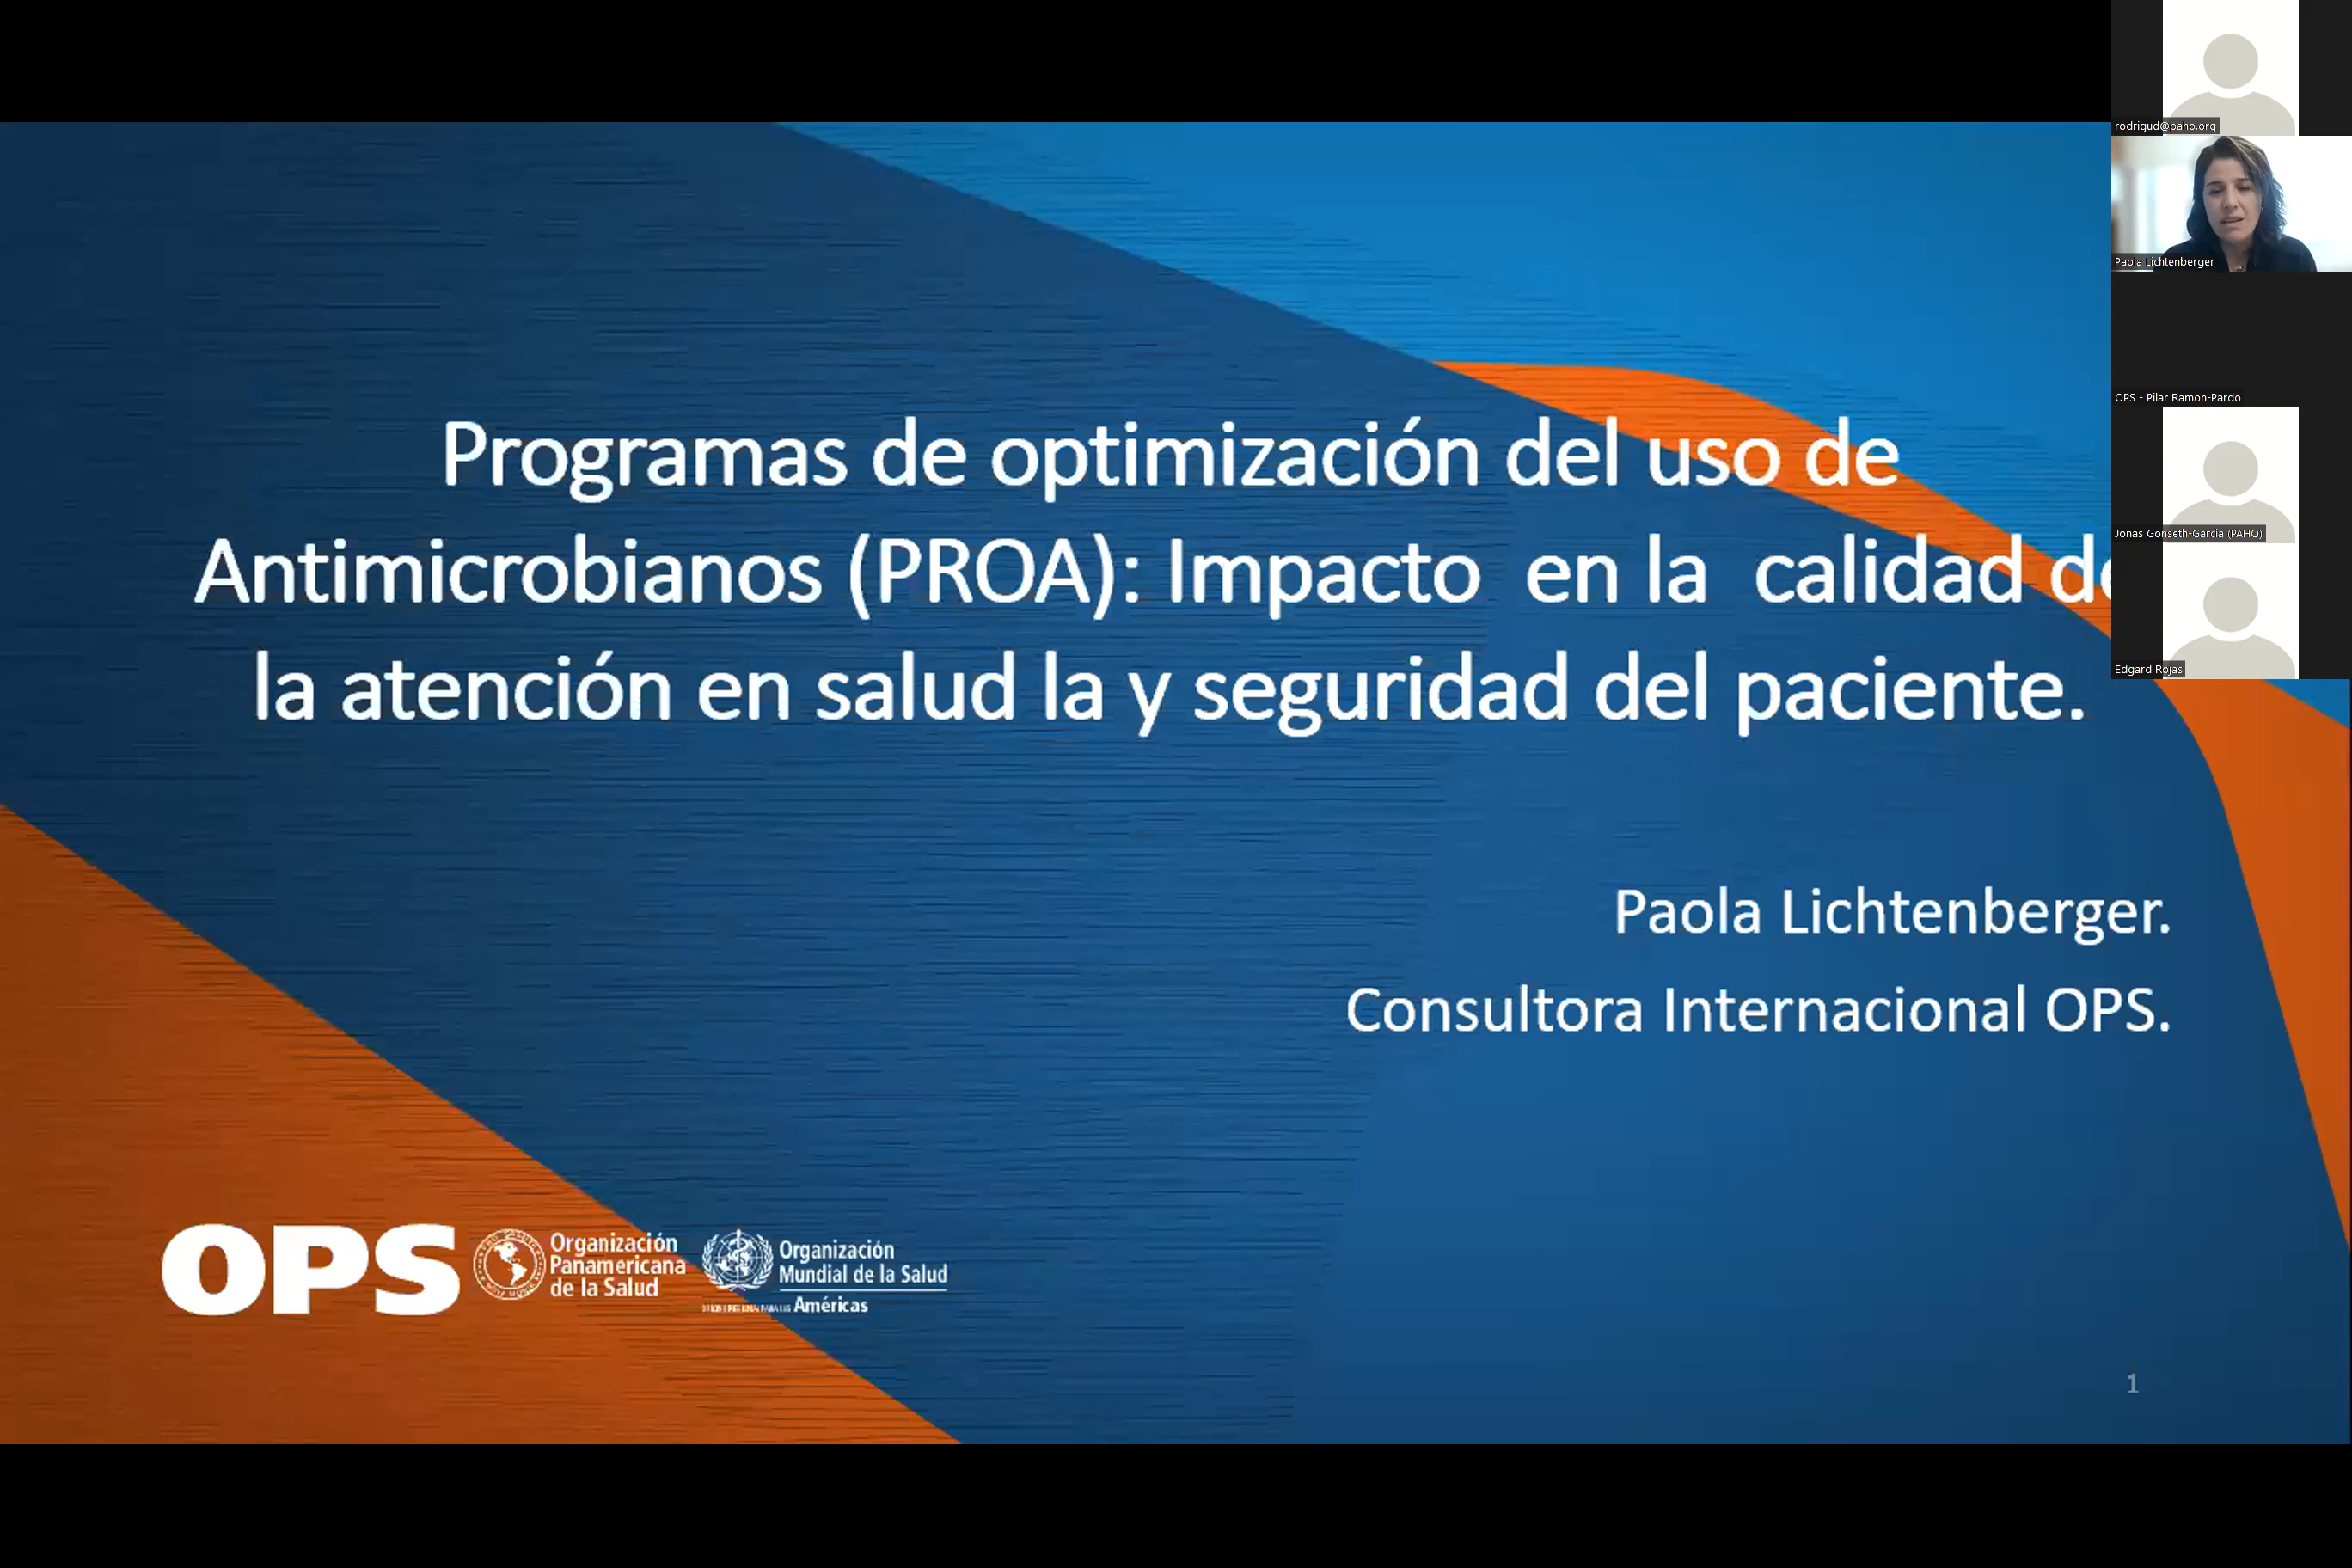 Programas de optimización del uso de
Antimicrobianos (PROA): Impacto en la calidad
la atención en salud la y seguridad del paciente.
Paola Lichtenberger.
Consultora Internacional OPS.
OPS
Organización
Panamericana
de la Salud
Organización
Mundial de la Salud
Américas
1
rodrigud@paho.org
Paola Lichtenberger
OPS - Pilar Ramon-Pardo
Jonas Gonseth-Garcia (PAHO)
Edgard Rojas